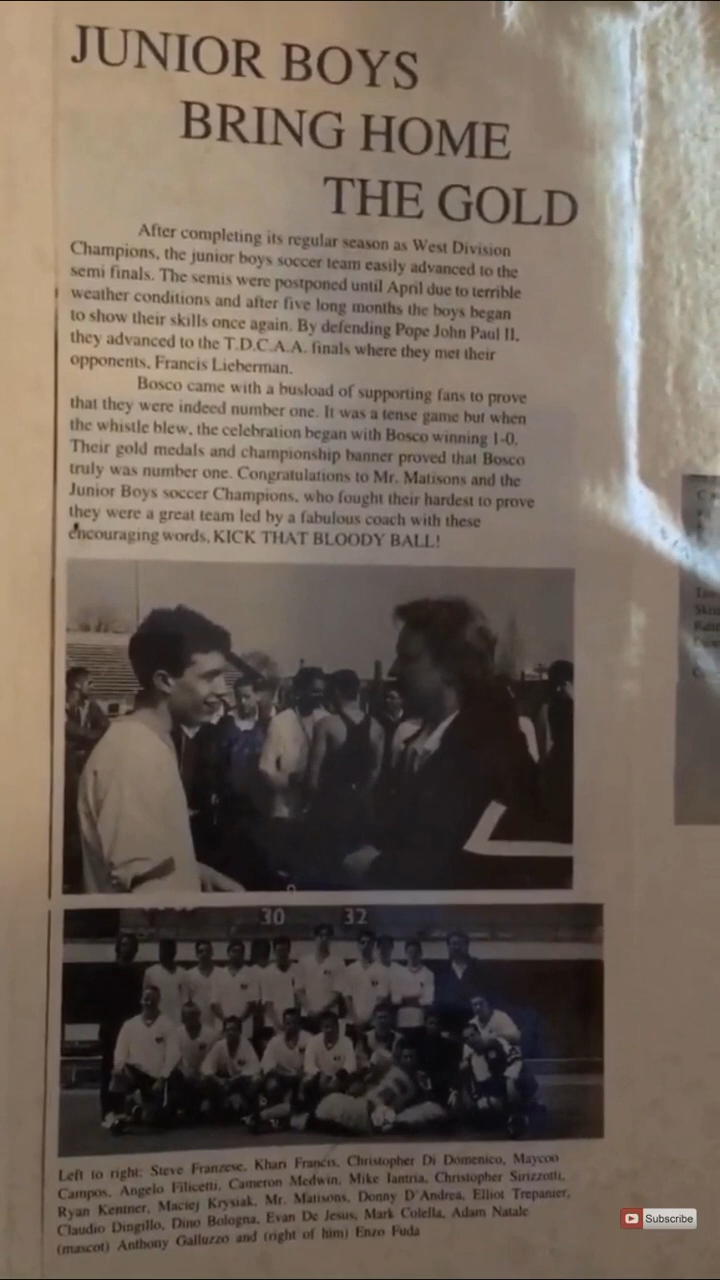 JUNIOR BOYS
BRING HOME
THE GOLD
After completing its regular season as West Division
Champions, the junior boys soccer team easily advanced to the
semi finals. The semis were postponed until April due to terrible
weather conditions and after five long months the boys began
to show their skills once again. By defending Pope John Paul II,
they advanced to the T.D.C.A.A. finals where they met their
opponents, Francis Lieberman.
Bosco came with a busload of supporting fans to prove
that they were indeed number one. It was a tense game but when
the whistle blew, the celebration began with Bosco winning 1-0.
Their gold medals and championship banner proved that Bosco
truly was number one. Congratulations to Mr. Matisons and the
Junior Boys soccer Champions, who fought their hardest to prove
they were a great team led by a fabulous coach with these
encouraging words, KICK THAT BLOODY BALL!
30 32
Left to right: Steve Franzese, Khari Francis, Christopher Di Domenico, Maycoo
Campos, Angelo Filicetti, Cameron Medwin, Mike Iantria, Christopher Sirizzotti,
Ryan Kentner, Maciej Krysiak, Mr. Matisons, Donny D'Andrea, Elliot Trepanier,
Claudio Dingillo, Dino Bologna, Evan De Jesus, Mark Colella, Adam Natale
(mascot) Anthony Galluzzo and (right of him) Enzo Fuda
Subscribe